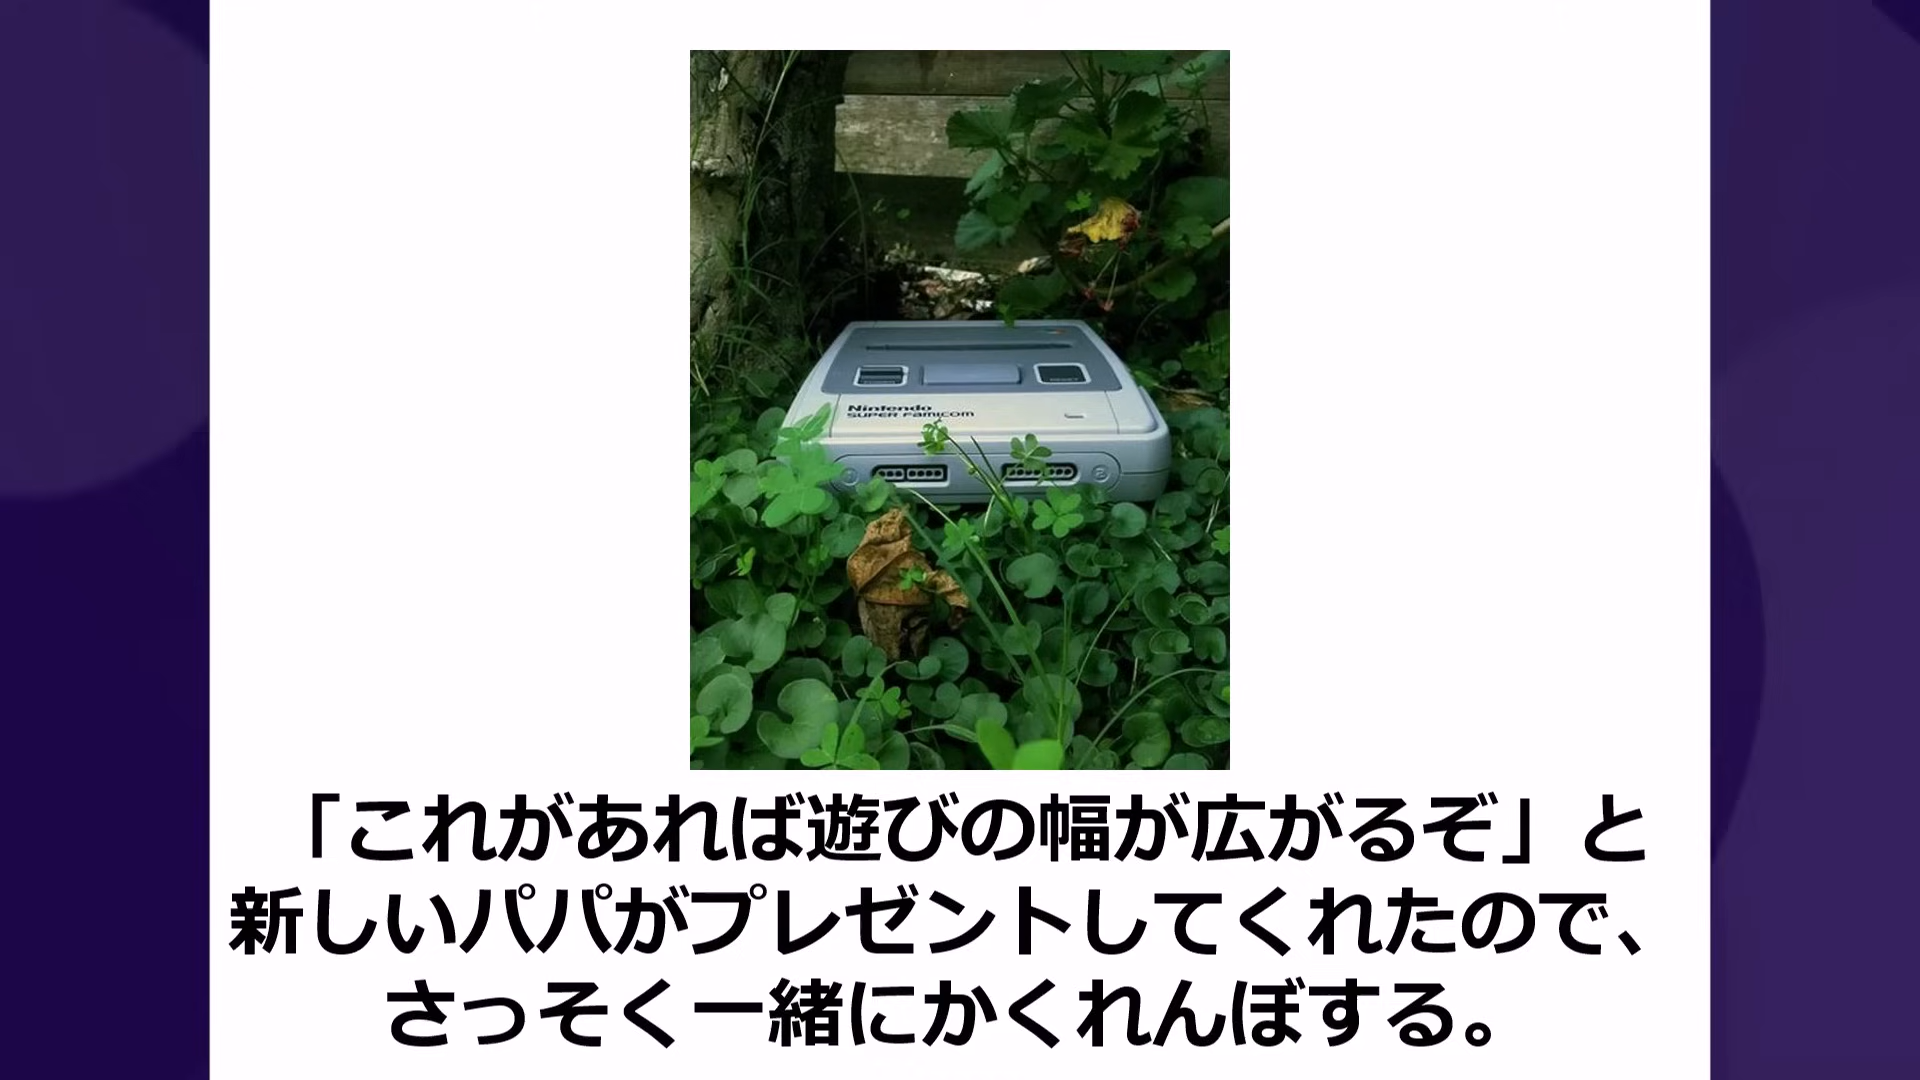 Nintendo
SUPER FAMICOM
「これがあれば遊びの幅が広がるぞ」と
新しいパパがプレゼントしてくれたので、
さっそく一緒にかくれんぼする。